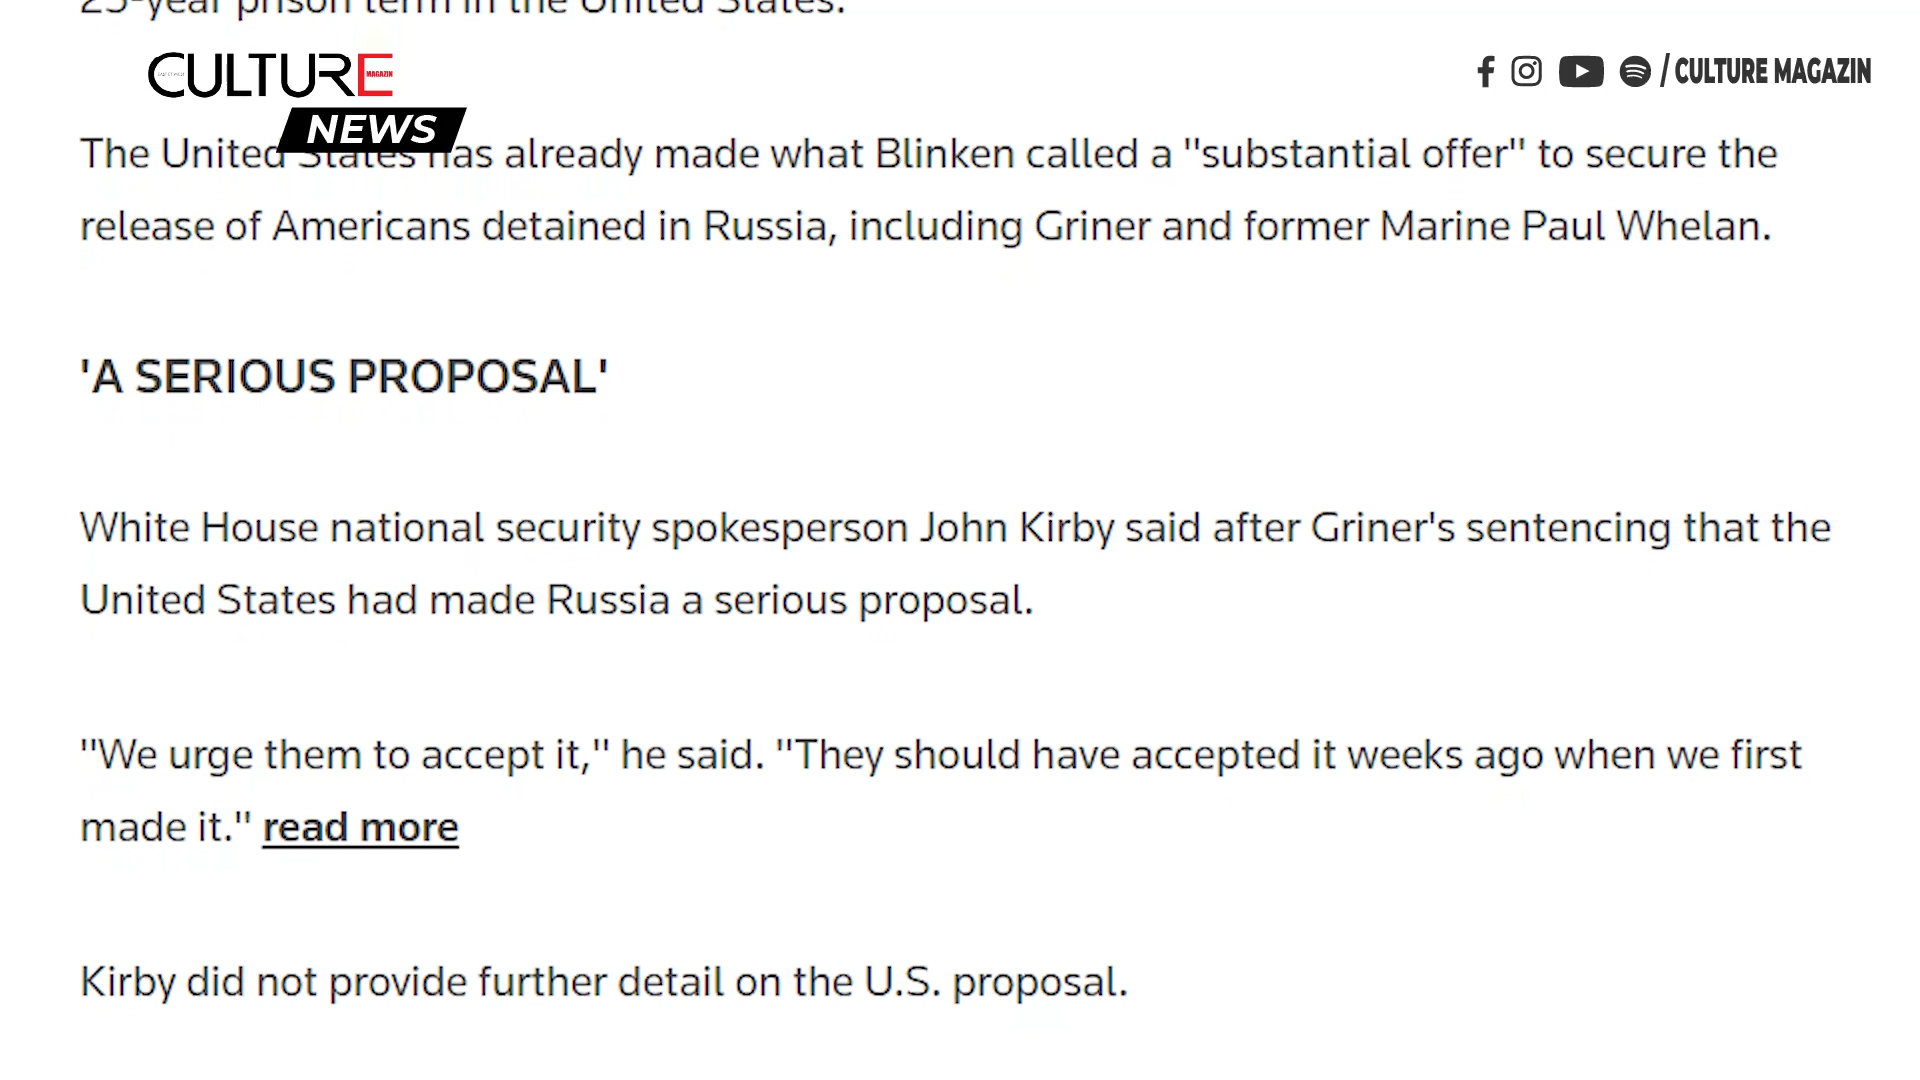 25-year prison term in the United States.
CULTURE
MAGAZIN
NEWS
/ CULTURE MAGAZIN
The United States has already made what Blinken called a "substantial offer" to secure the
release of Americans detained in Russia, including Griner and former Marine Paul Whelan.
'A SERIOUS PROPOSAL'
White House national security spokesperson John Kirby said after Griner's sentencing that the
United States had made Russia a serious proposal.
"We urge them to accept it," he said. "They should have accepted it weeks ago when we first
made it." read more
Kirby did not provide further detail on the U.S. proposal.